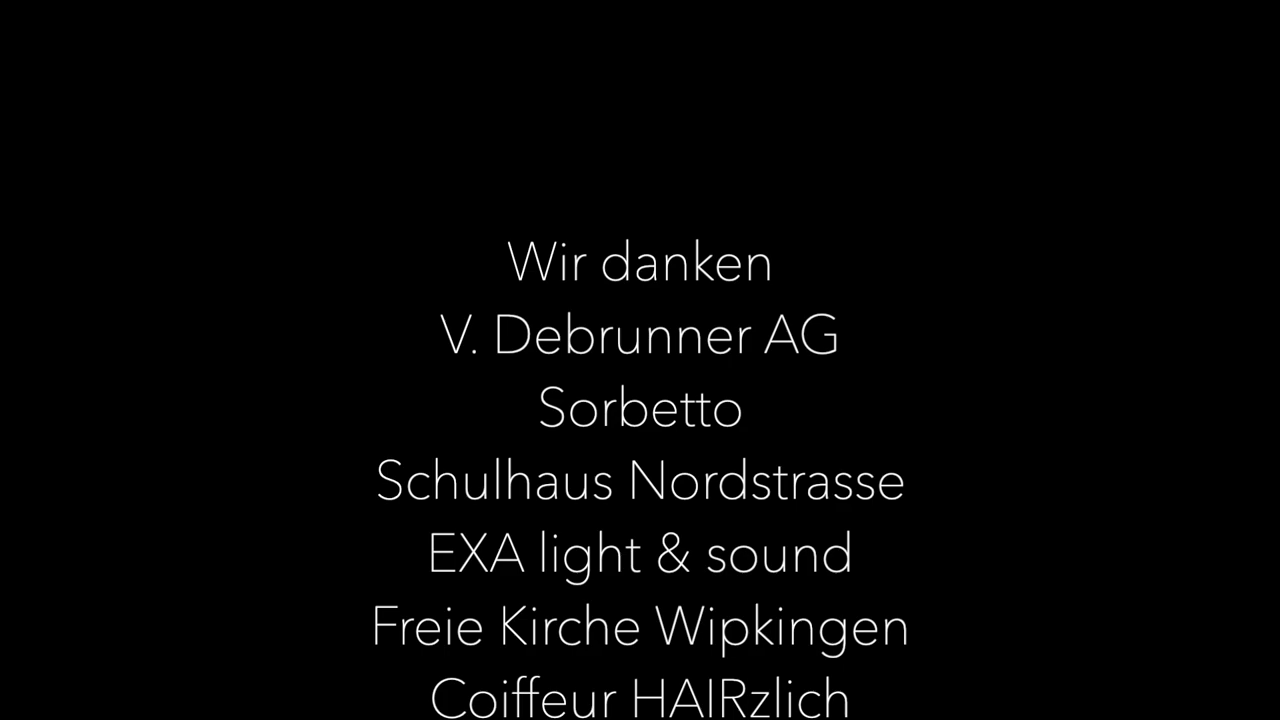 Wir danken
V. Debrunner AG
Sorbetto
Schulhaus Nordstrasse
EXA light & sound
Freie Kirche Wipkingen
Coiffeur HAIRzlich